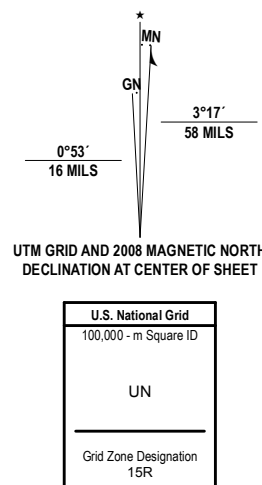 ★
MN
GN
3°17´
58 MILS
0°53´
16 MILS
UTM GRID AND 2008 MAGNETIC NORTH
DECLINATION AT CENTER OF SHEET
U.S. National Grid
100,000 - m Square ID
UN
Grid Zone Designation
15R